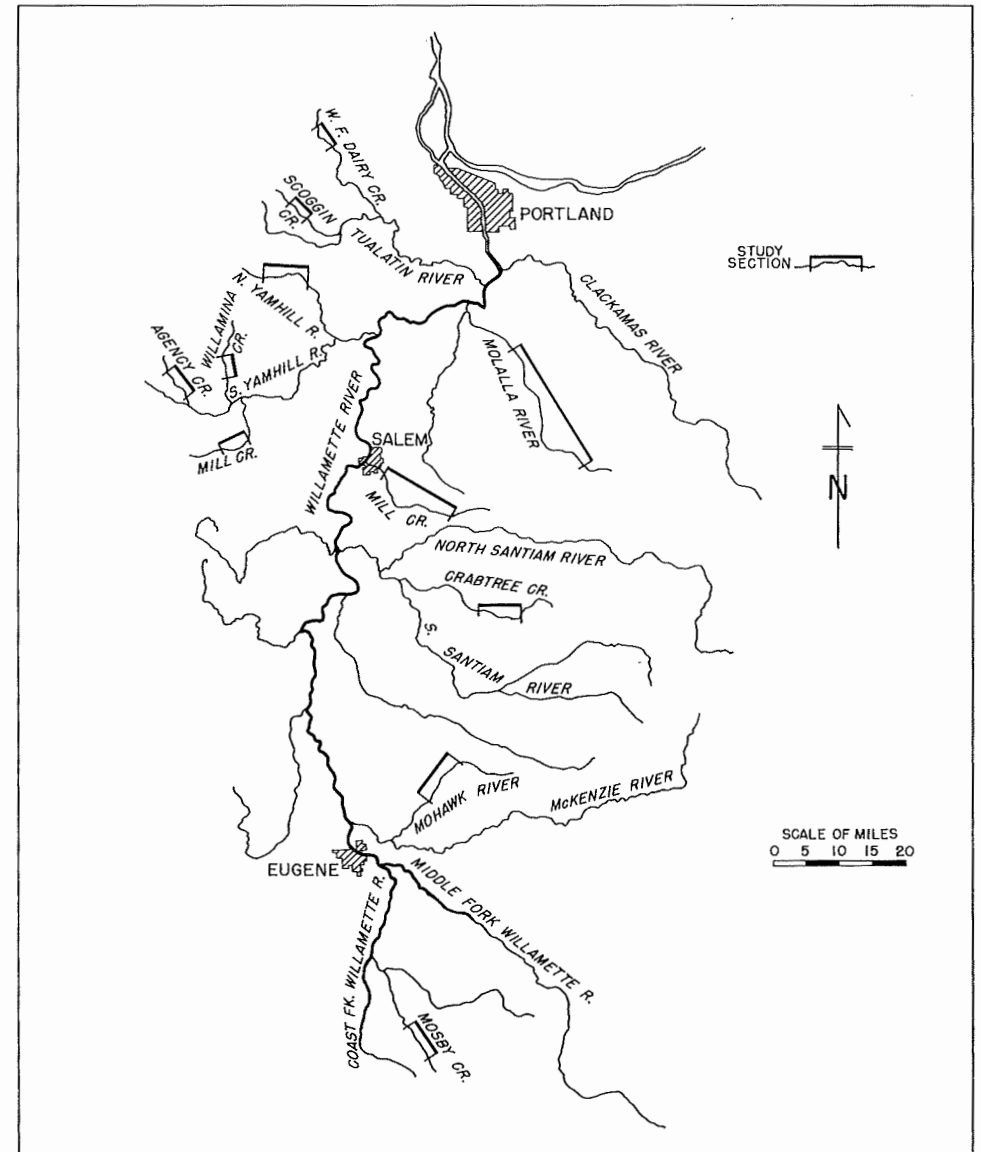 W. F. DAIRY CR.
SCOGGIN
CR.
TUALATIN RIVER
PORTLAND
STUDY
SECTION
N. YAMHILL R.
WILLAMINA
CR.
AGENCY CR.
S. YAMHILL R.
MILL CR.
CLACKAMAS RIVER
MOLALLA RIVER
WILLAMETTE RIVER
SALEM
MILL CR.
N
NORTH SANTIAM RIVER
CRABTREE CR.
S. SANTIAM RIVER
MOHAWK RIVER
McKENZIE RIVER
SCALE OF MILES
0 5 10 15 20
EUGENE
MIDDLE FORK WILLAMETTE R.
COAST FK. WILLAMETTE R.
MOSBY CR.